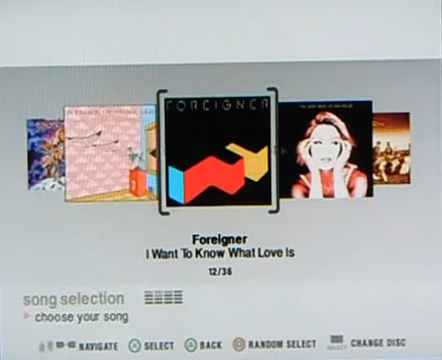 FOREIGNER
Foreigner
I Want To Know What Love Is
12/36
song selection
choose your song
NAVIGATE SELECT BACK RANDOM SELECT SELECT CHANGE DISC